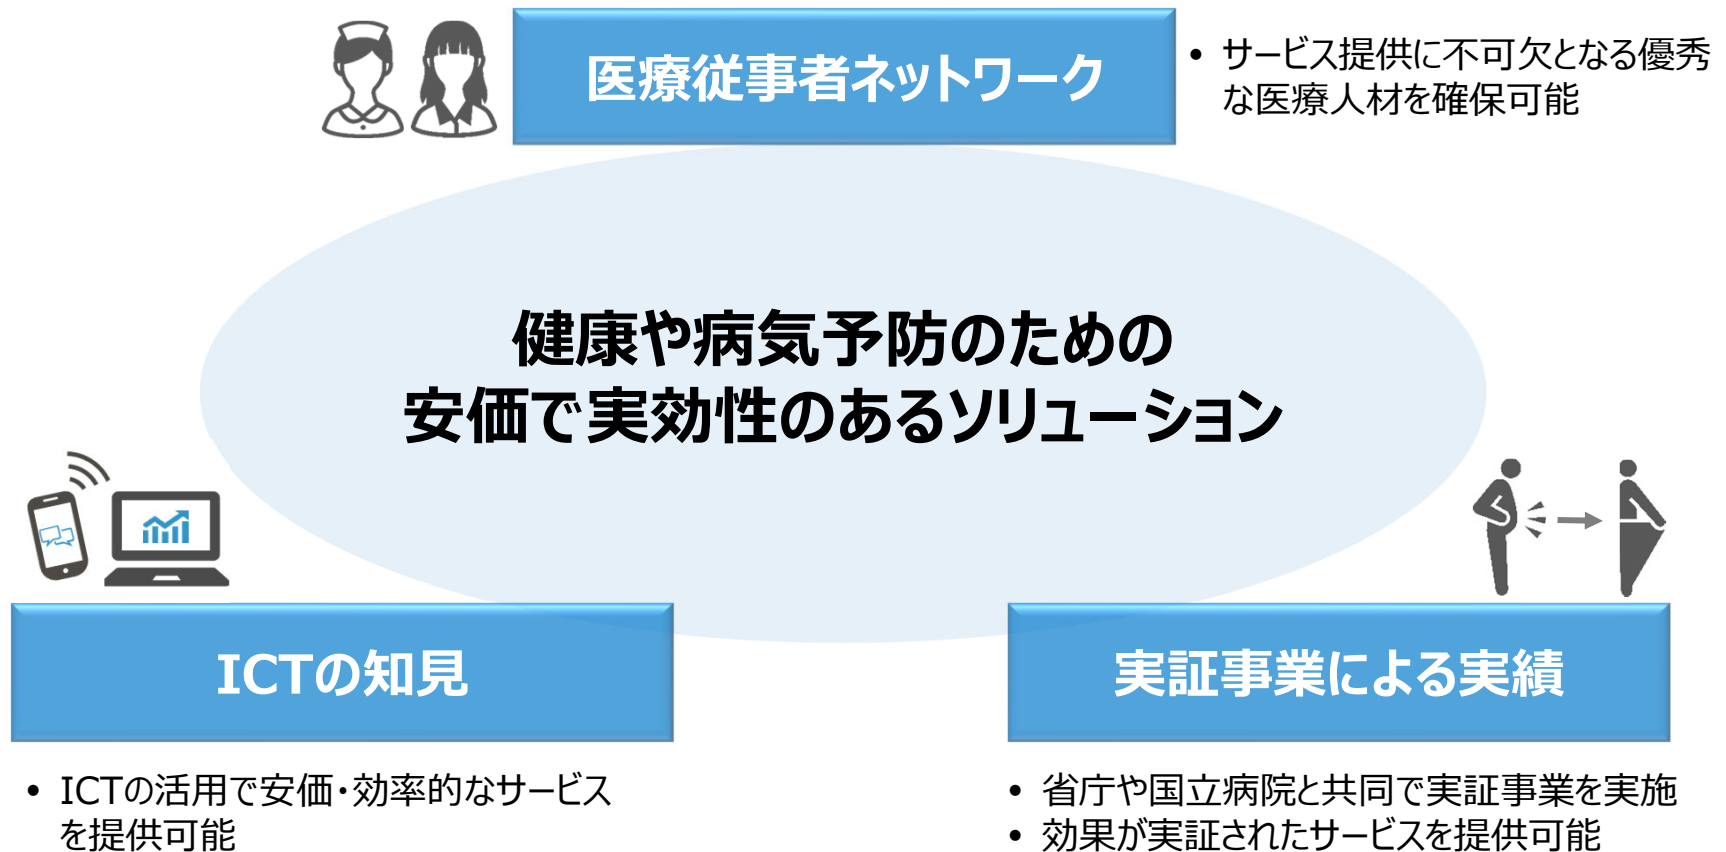 医療従事者ネットワーク
• サービス提供に不可欠となる優秀
な医療人材を確保可能
健康や病気予防のための
安価で実効性のあるソリューション
ICTの知見
• ICTの活用で安価・効率的なサービス
を提供可能
実証事業による実績
• 省庁や国立病院と共同で実証事業を実施
• 効果が実証されたサービスを提供可能